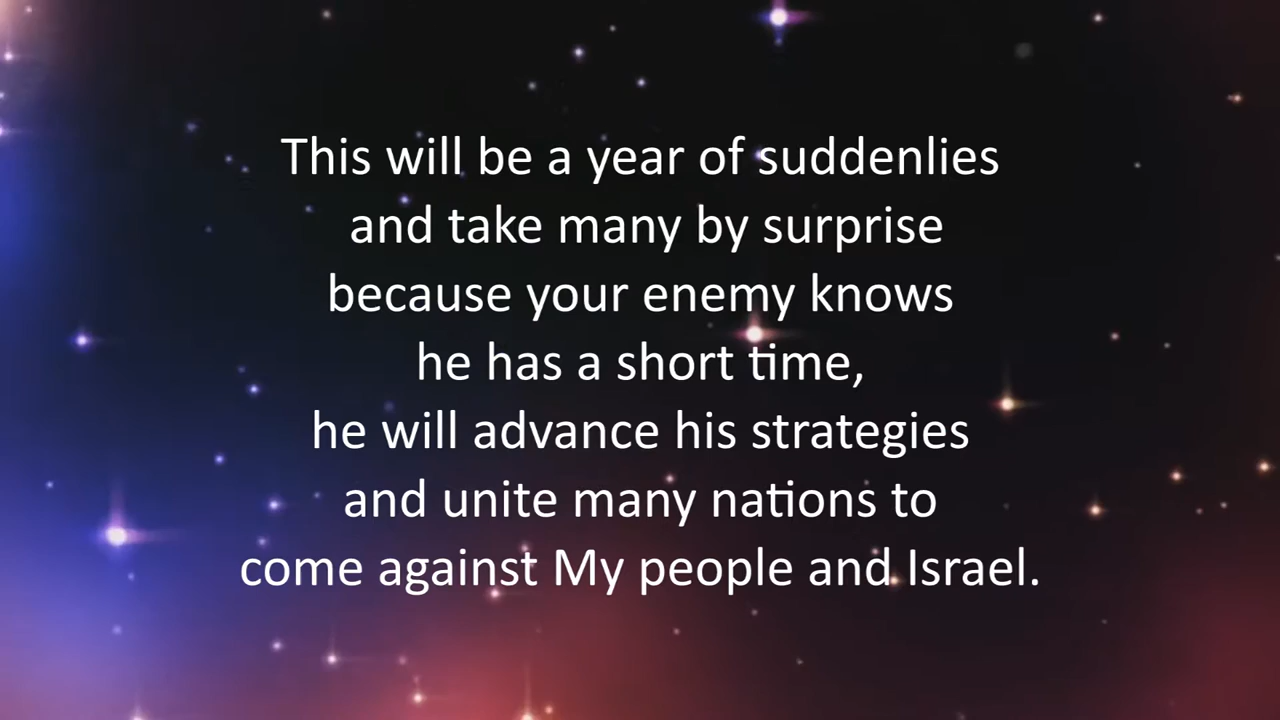 This will be a year of suddenlies
and take many by surprise
because your enemy knows
he has a short time,
he will advance his strategies
and unite many nations to
come against My people and Israel.